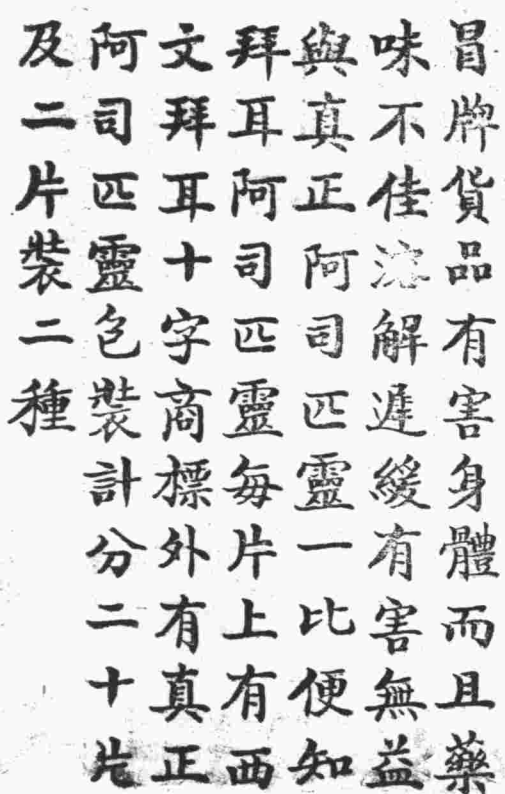 冒牌貨品有害身體而且藥
味不佳溶解遲緩有害無益
與真正阿司匹靈一比便知
拜耳阿司匹靈每片上有西
文拜耳十字商標外有真正
阿司匹靈包裝計分二十片
及二片裝二種